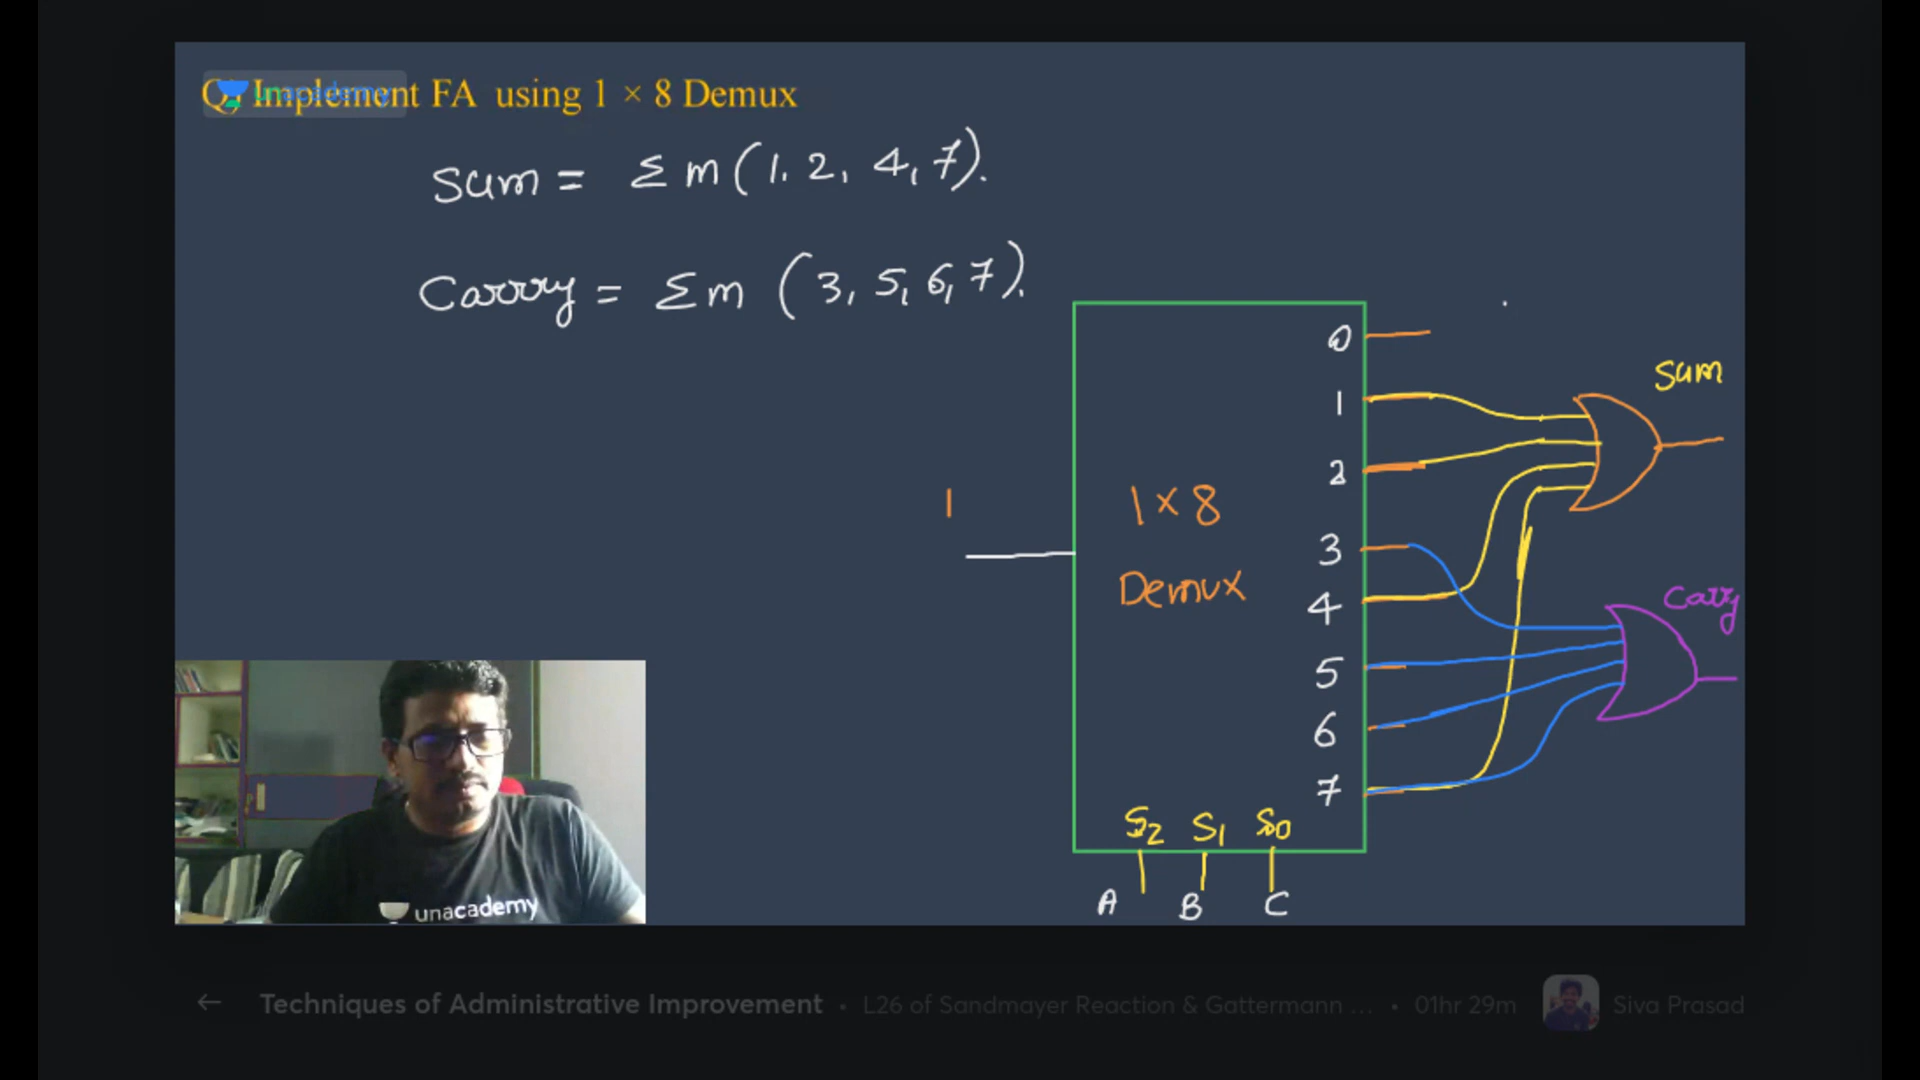 Q) Implement FA using 1 × 8 Demux
unacademy
Sum = Σ m (1, 2, 4, 7).
Carry = Σ m (3, 5, 6, 7).
0
Sum
1
2
1
1 × 8
Demux
3
Carry
4
5
6
7
S2 S1 S0
A B C
unacademy
← Techniques of Administrative Improvement • L26 of Sandmayer Reaction & Gattermann ... • 01hr 29m Siva Prasad